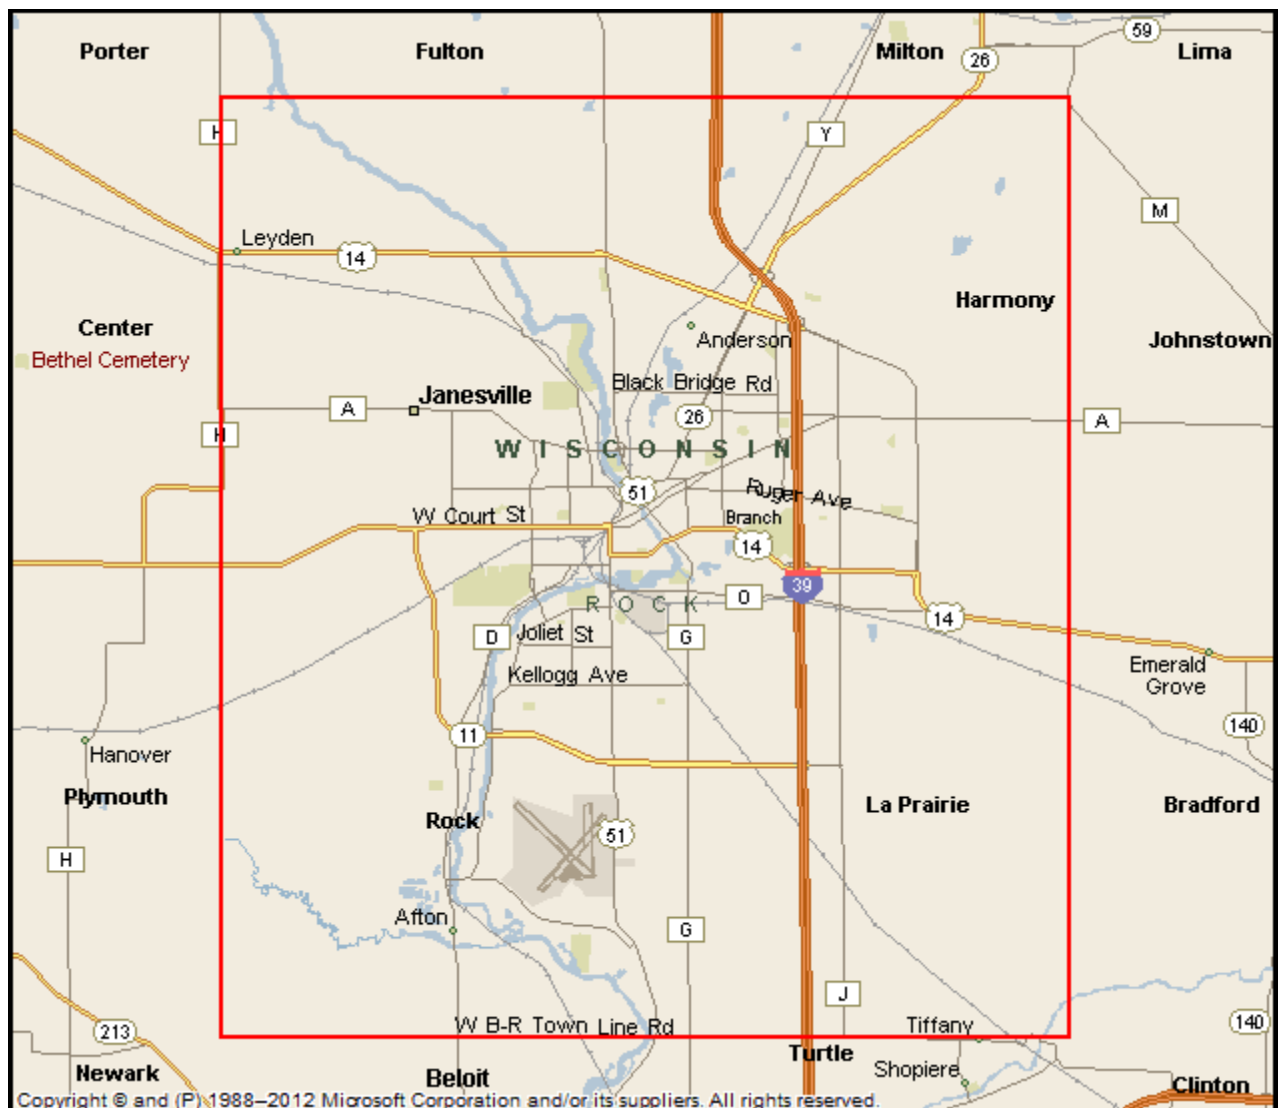 Porter
Fulton
Milton
59
Lima
26
H
Y
M
Leyden
14
Harmony
Center
Anderson
Johnstown
Bethel Cemetery
Black Bridge Rd
Janesville
A
26
A
H
WISCONSIN
51
Ruger Ave
W Court St
Branch
14
39
ROCK
O
14
D
Joliet St
G
Emerald
Grove
Kellogg Ave
140
11
Hanover
Plymouth
La Prairie
Bradford
Rock
51
H
Afton
G
J
213
W B-R Town Line Rd
Tiffany
140
Turtle
Shopiere
Newark
Beloit
Clinton
Copyright © and (P) 1988–2012 Microsoft Corporation and/or its suppliers. All rights reserved.